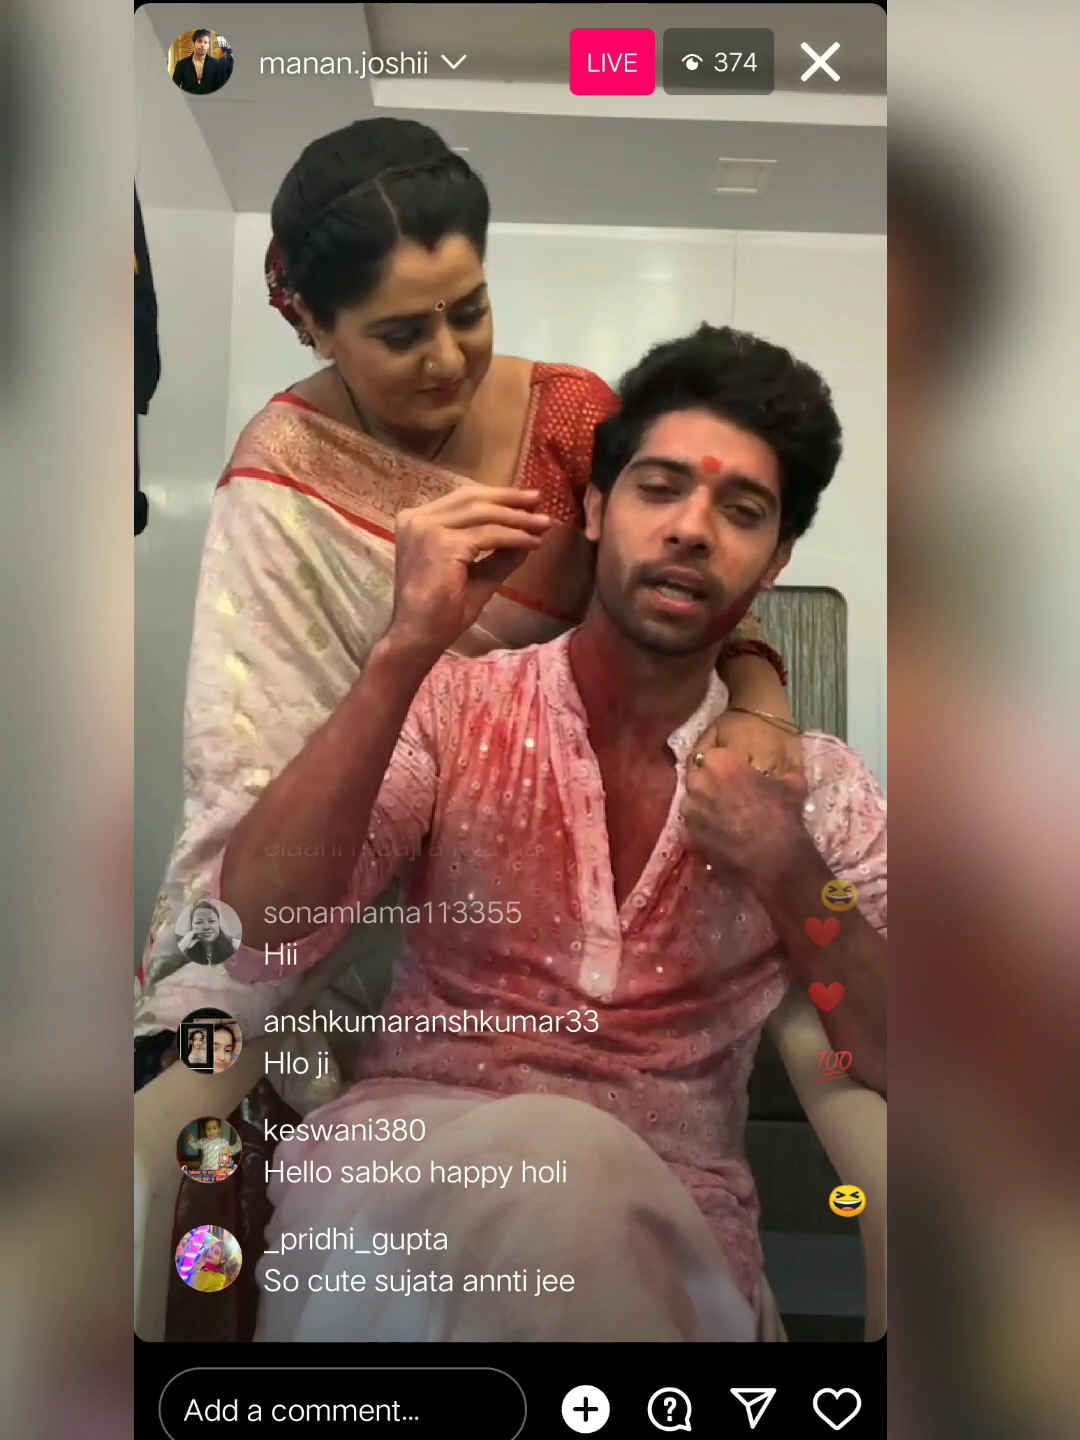 manan.joshii
LIVE
374
sonamlama113355
Hii
anshkumaranshkumar33
Hlo ji
keswani380
Hello sabko happy holi
_pridhi_gupta
So cute sujata annti jee
Add a comment...